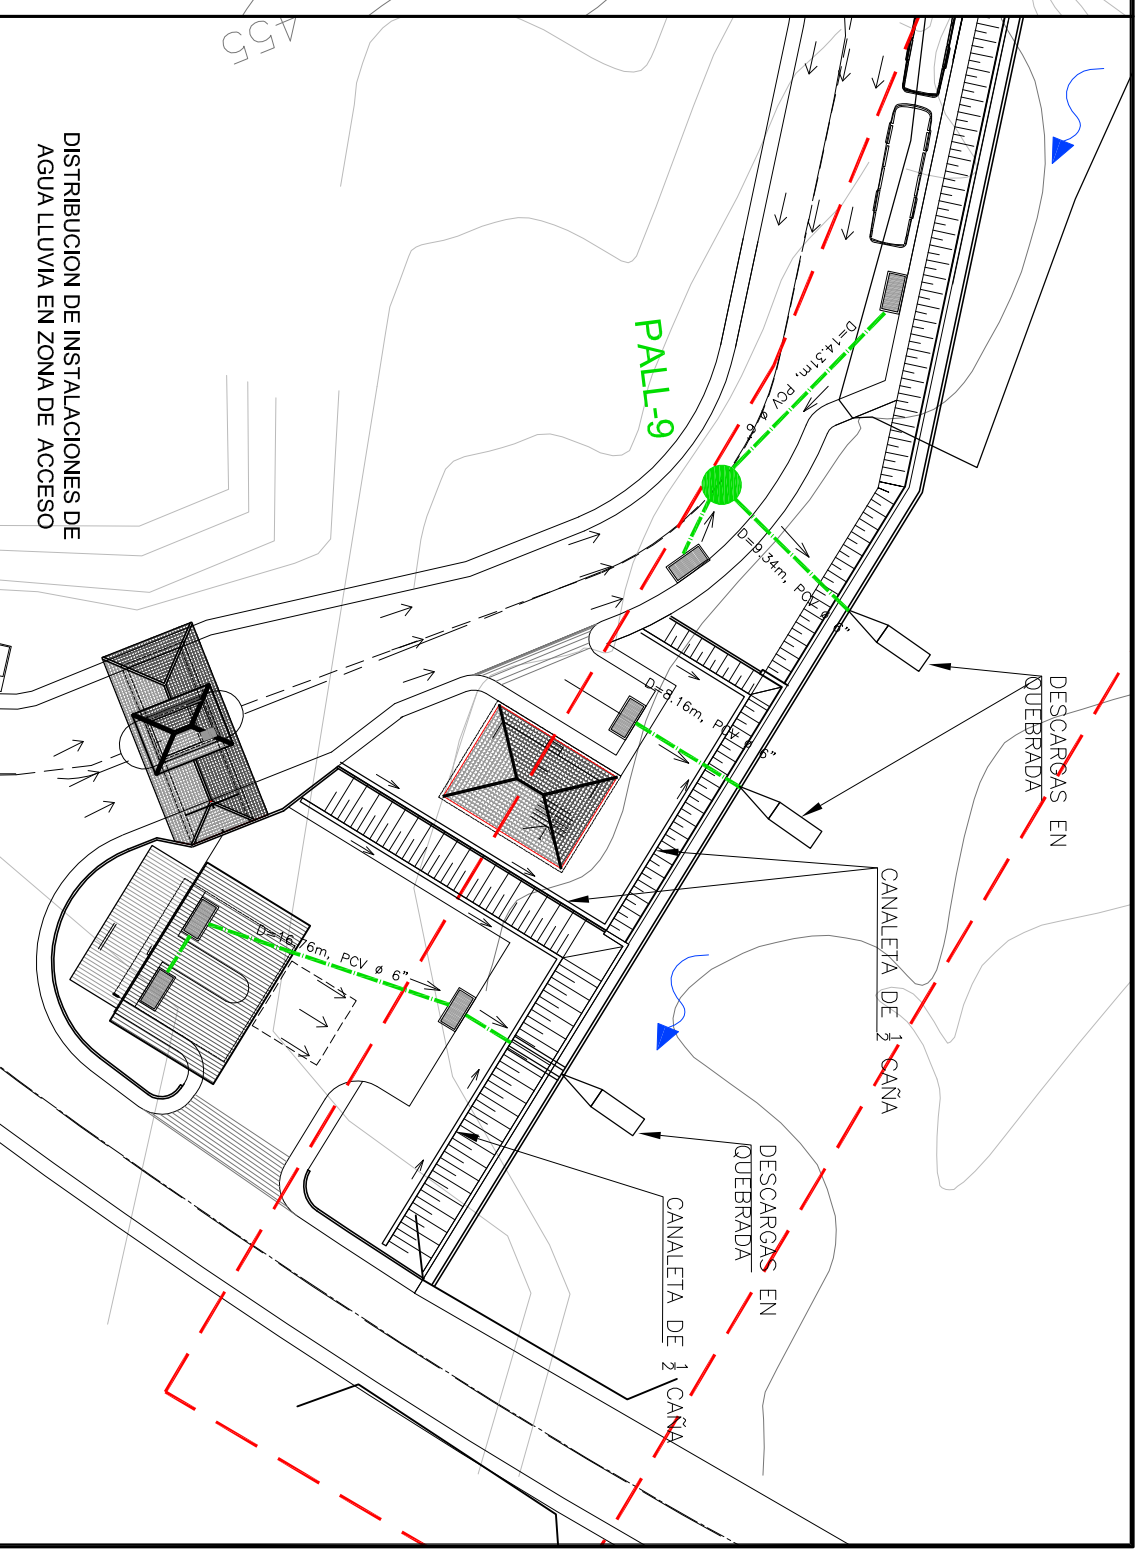 455
DISTRIBUCION DE INSTALACIONES DE
AGUA LLUVIA EN ZONA DE ACCESO
PALL-9
D=14.31m, PCV ø 6"
D=9.34m, PCV ø 6"
D=8.16m, PCV ø 6"
D=16.76m, PCV ø 6"
DESCARGAS EN
QUEBRADA
CANALETA DE 1/2 CAÑA
DESCARGAS EN
QUEBRADA
CANALETA DE 1/2 CAÑA